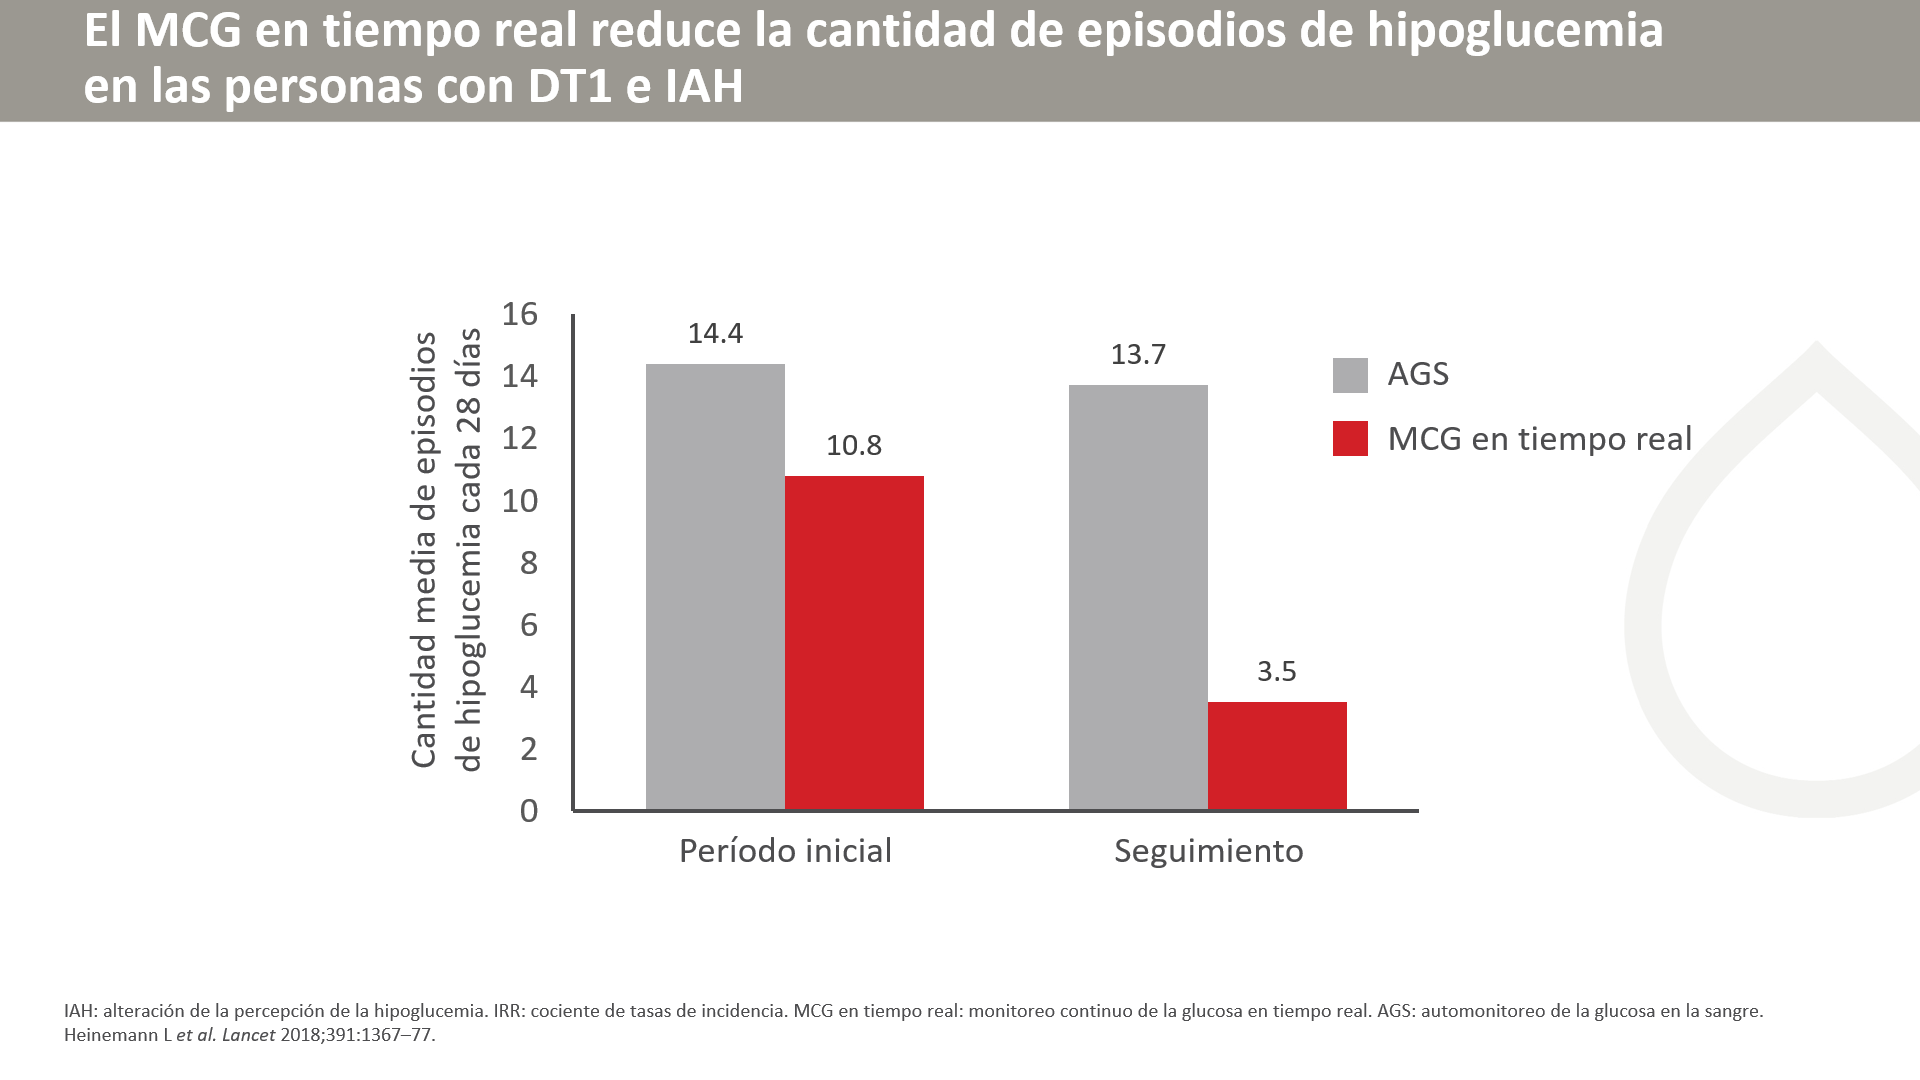 El MCG en tiempo real reduce la cantidad de episodios de hipoglucemia
en las personas con DT1 e IAH
Cantidad media de episodios
de hipoglucemia cada 28 días
16
14
12
10
8
6
4
2
0
14.4
10.8
13.7
3.5
Período inicial
Seguimiento
AGS
MCG en tiempo real
IAH: alteración de la percepción de la hipoglucemia. IRR: cociente de tasas de incidencia. MCG en tiempo real: monitoreo continuo de la glucosa en tiempo real. AGS: automonitoreo de la glucosa en la sangre.
Heinemann L et al. Lancet 2018;391:1367–77.